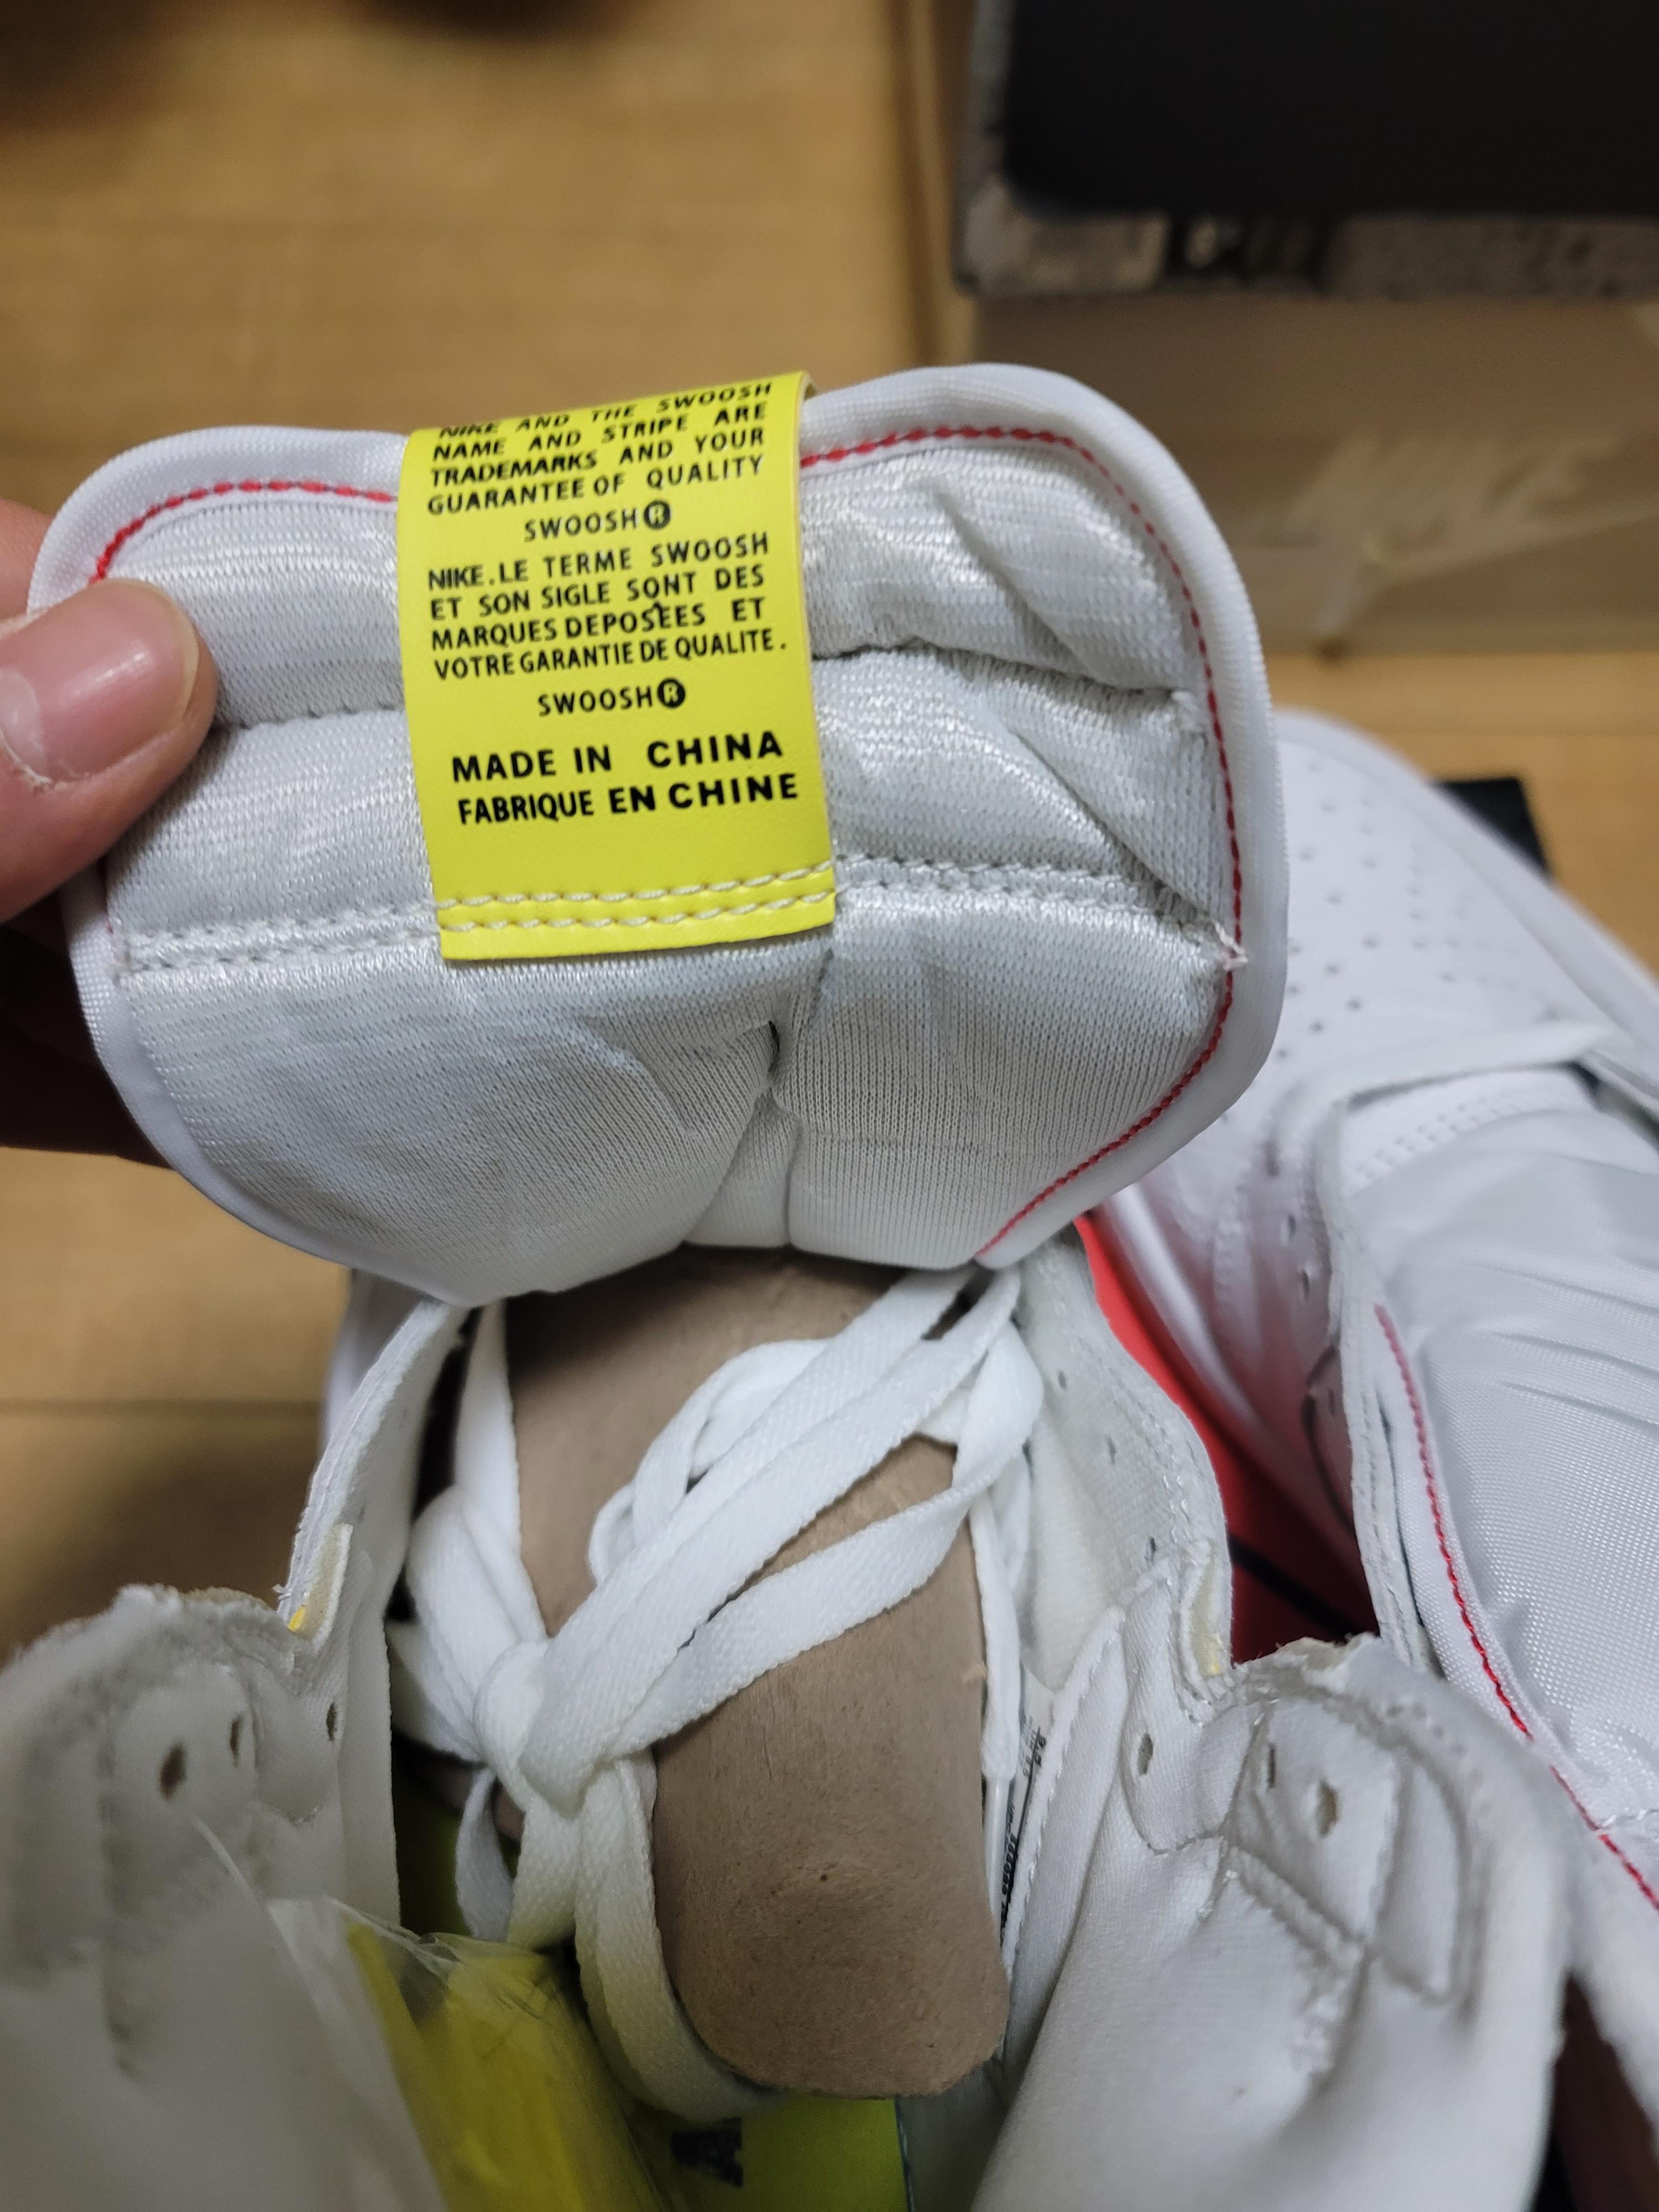 NIKE AND THE SWOOSH
NAME AND STRIPE ARE
TRADEMARKS AND YOUR
GUARANTEE OF QUALITY
SWOOSH®
NIKE.LE TERME SWOOSH
ET SON SIGLE SONT DES
MARQUES DEPOSEES ET
VOTRE GARANTIE DE QUALITE.
SWOOSH®
MADE IN CHINA
FABRIQUE EN CHINE